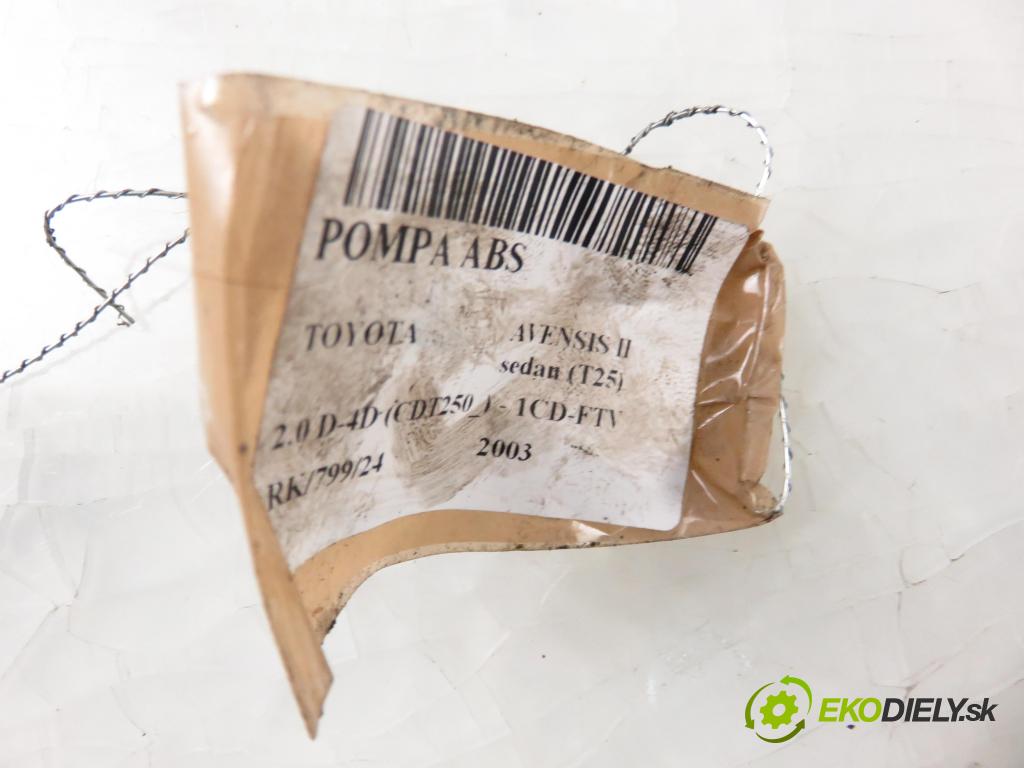 POMPA ABS
TOYOTA AVENSIS II
sedan (T25)
2.0 D-4D (CDT250_) - 1CD-FTV
RK/799/24 2003
EKODIELY.sk